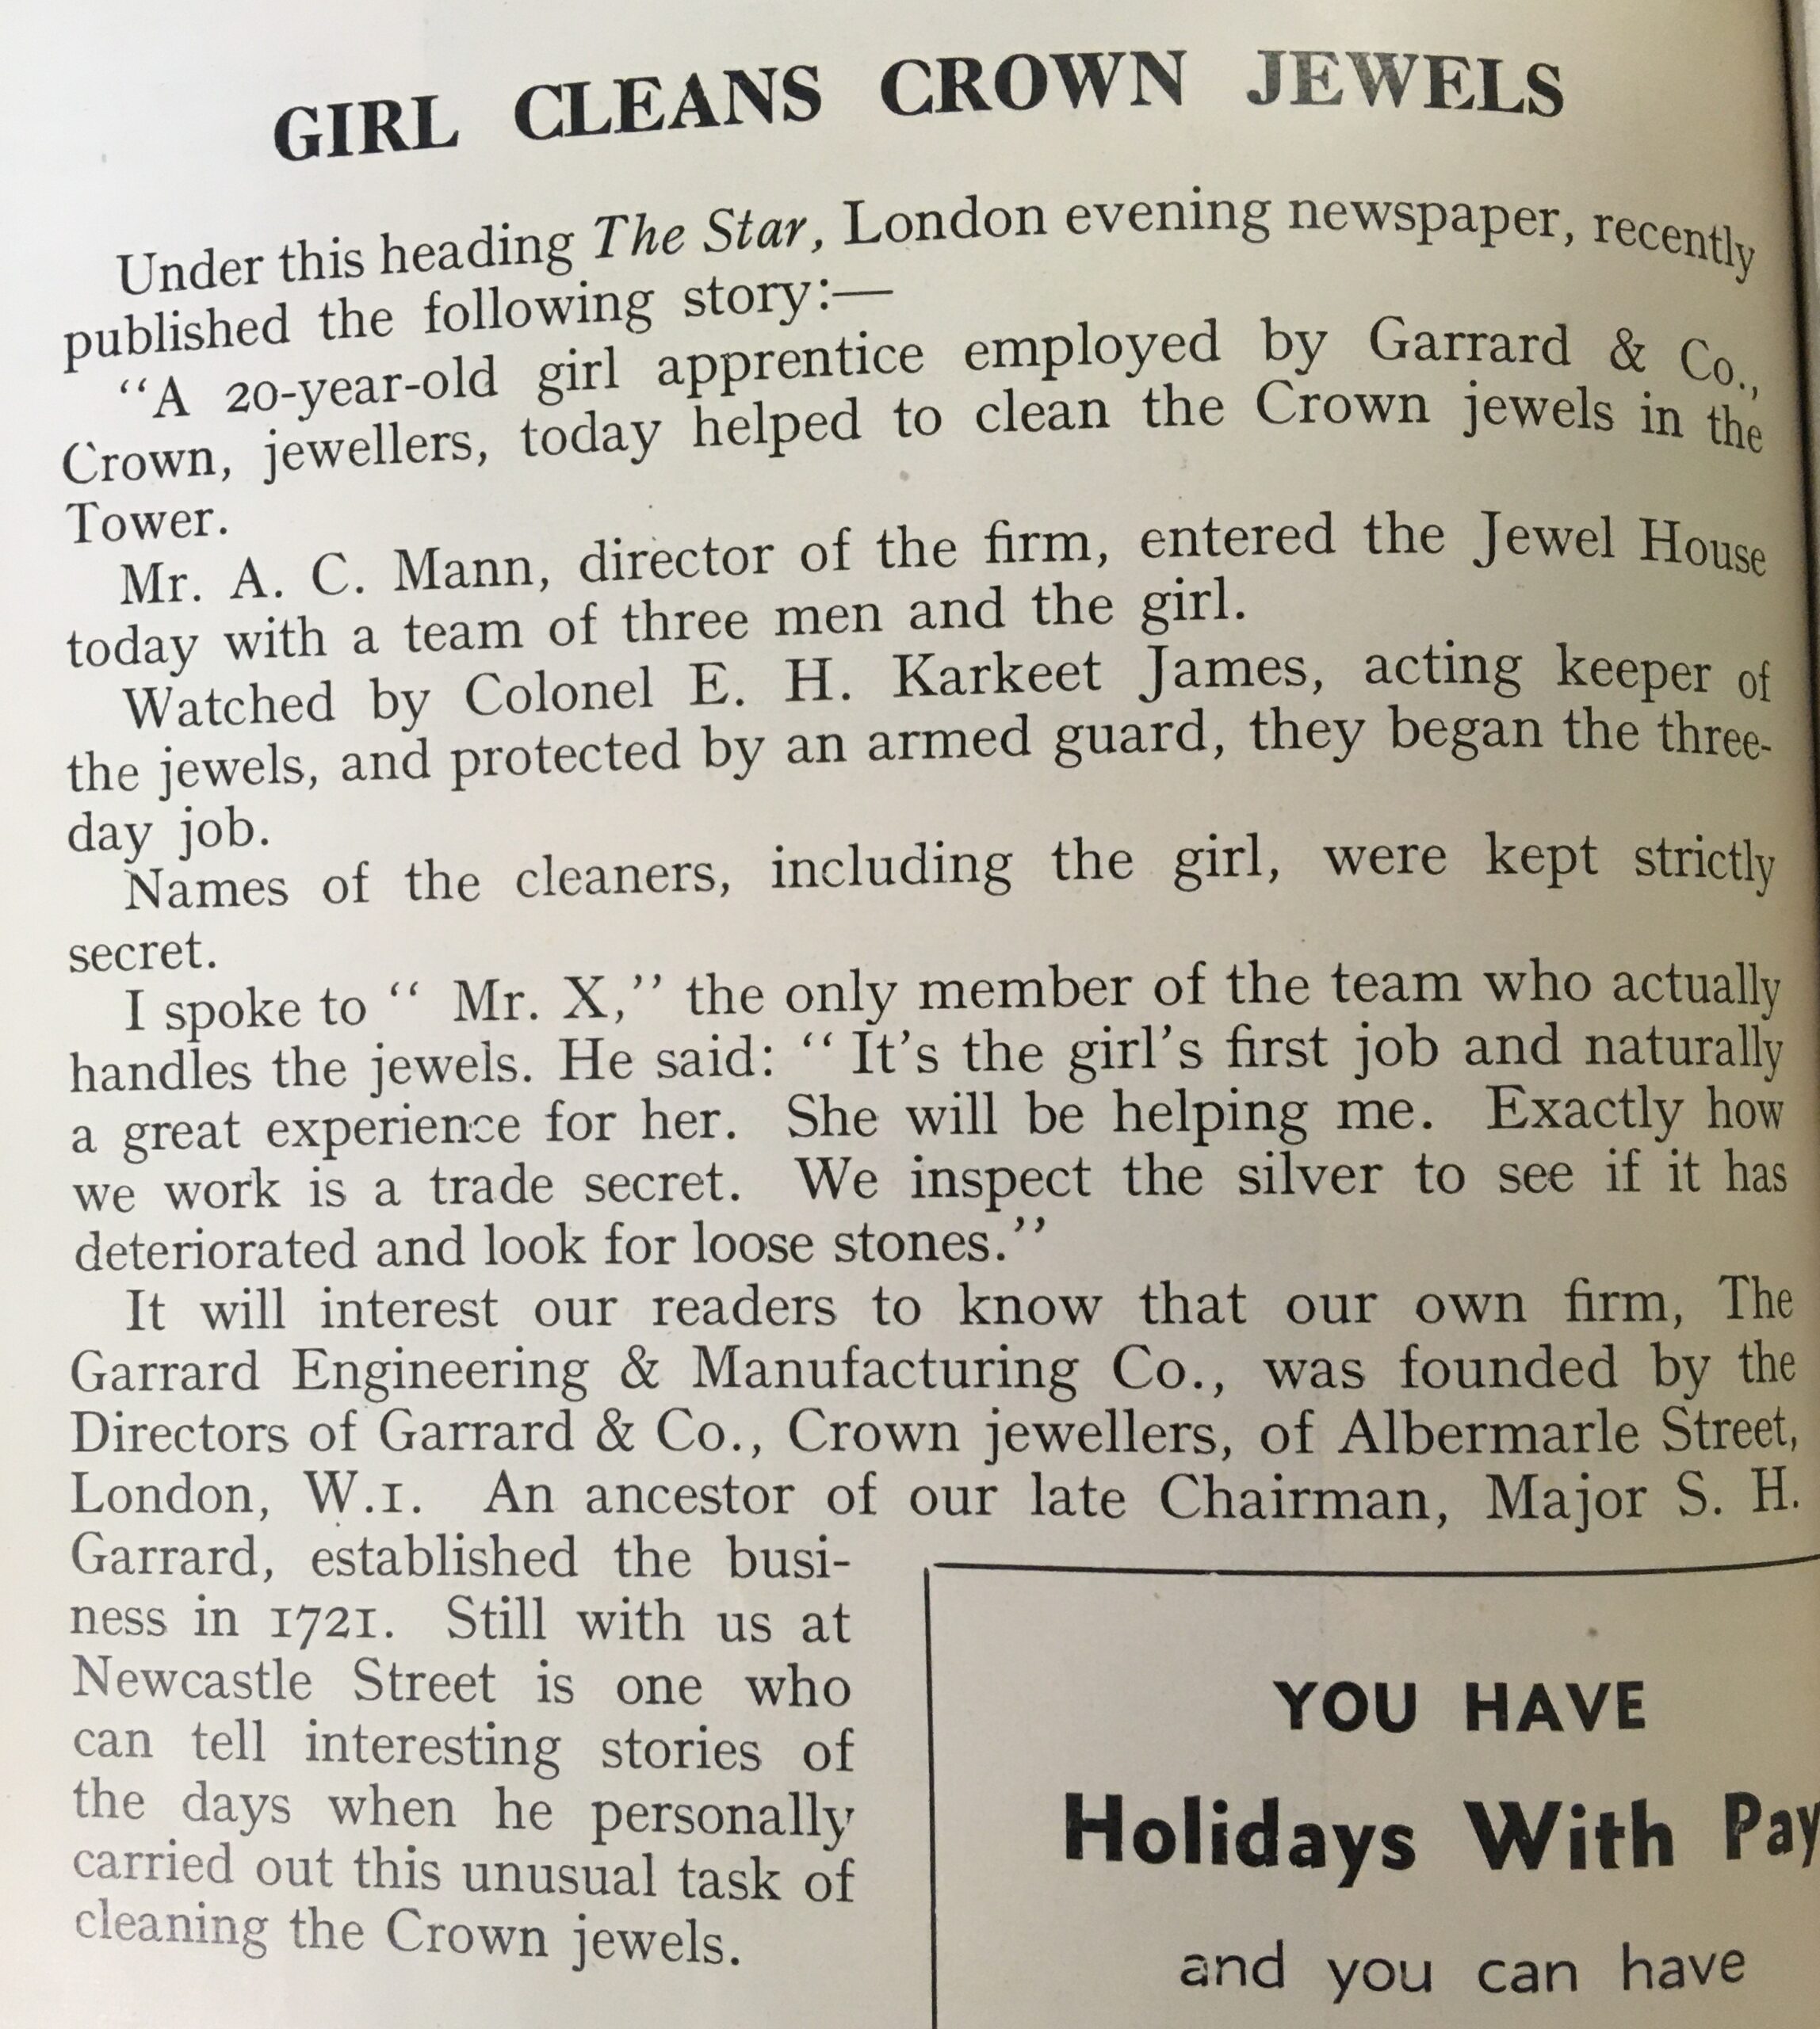 GIRL CLEANS CROWN JEWELS
Under this heading The Star, London evening newspaper, recently
published the following story:—
“A 20-year-old girl apprentice employed by Garrard & Co.,
Crown, jewellers, today helped to clean the Crown jewels in the
Tower.
Mr. A. C. Mann, director of the firm, entered the Jewel House
today with a team of three men and the girl.
Watched by Colonel E. H. Karkeet James, acting keeper of
the jewels, and protected by an armed guard, they began the three-
day job.
Names of the cleaners, including the girl, were kept strictly
secret.
I spoke to “ Mr. X,” the only member of the team who actually
handles the jewels. He said: “ It’s the girl’s first job and naturally
a great experience for her. She will be helping me. Exactly how
we work is a trade secret. We inspect the silver to see if it has
deteriorated and look for loose stones.”
It will interest our readers to know that our own firm, The
Garrard Engineering & Manufacturing Co., was founded by the
Directors of Garrard & Co., Crown jewellers, of Albermarle Street,
London, W.1. An ancestor of our late Chairman, Major S. H.
Garrard, established the busi-
ness in 1721. Still with us at
Newcastle Street is one who
can tell interesting stories of
the days when he personally
carried out this unusual task of
cleaning the Crown jewels.
YOU HAVE
Holidays With Pay
and you can have